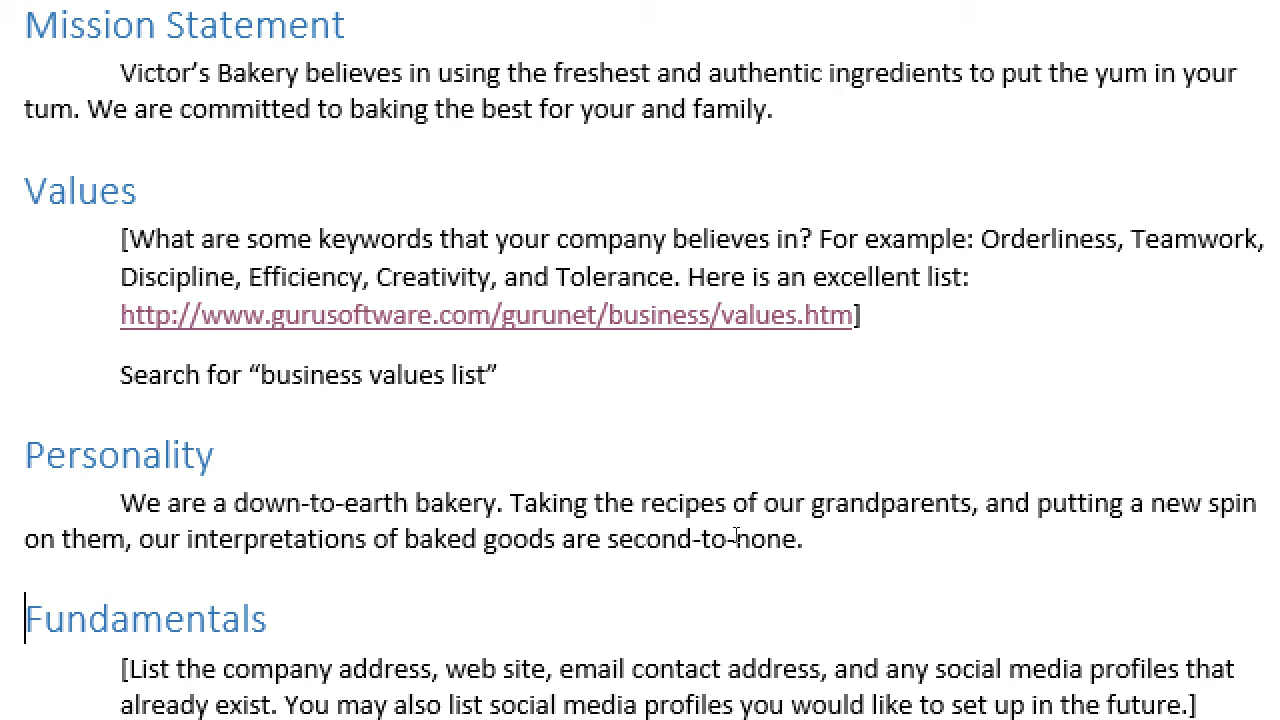 Mission Statement
Victor’s Bakery believes in using the freshest and authentic ingredients to put the yum in your
tum. We are committed to baking the best for your and family.
Values
[What are some keywords that your company believes in? For example: Orderliness, Teamwork,
Discipline, Efficiency, Creativity, and Tolerance. Here is an excellent list:
http://www.gurusoftware.com/gurunet/business/values.htm]
Search for “business values list”
Personality
We are a down-to-earth bakery. Taking the recipes of our grandparents, and putting a new spin
on them, our interpretations of baked goods are second-to-none.
Fundamentals
[List the company address, web site, email contact address, and any social media profiles that
already exist. You may also list social media profiles you would like to set up in the future.]